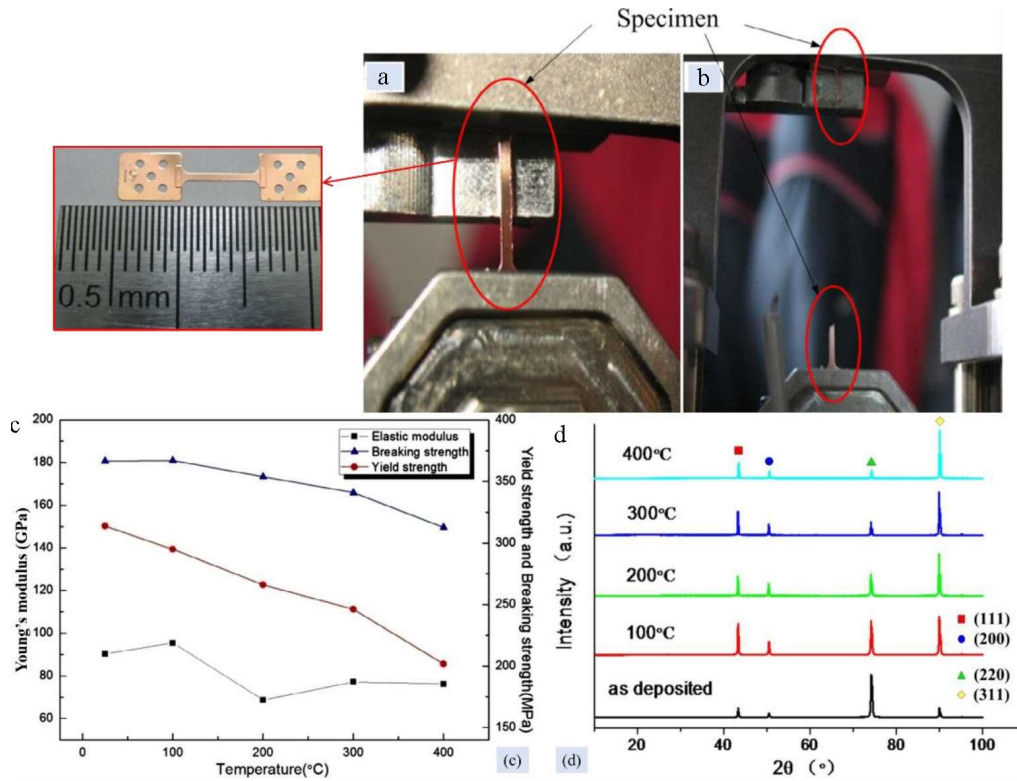 Specimen
a
b
0.5 mm
c
200
180
160
140
120
100
80
60
Young's modulus (GPa)
Elastic modulus
Breaking strength
Yield strength
400
350
300
250
200
150
Yield strength and Breaking strength(MPa)
0
100
200
300
400
Temperature(°C)
(c)
d
400°C
300°C
200°C
100°C
as deposited
(111)
(200)
(220)
(311)
Intensity (a.u.)
20
40
60
80
100
2θ (°)
(d)